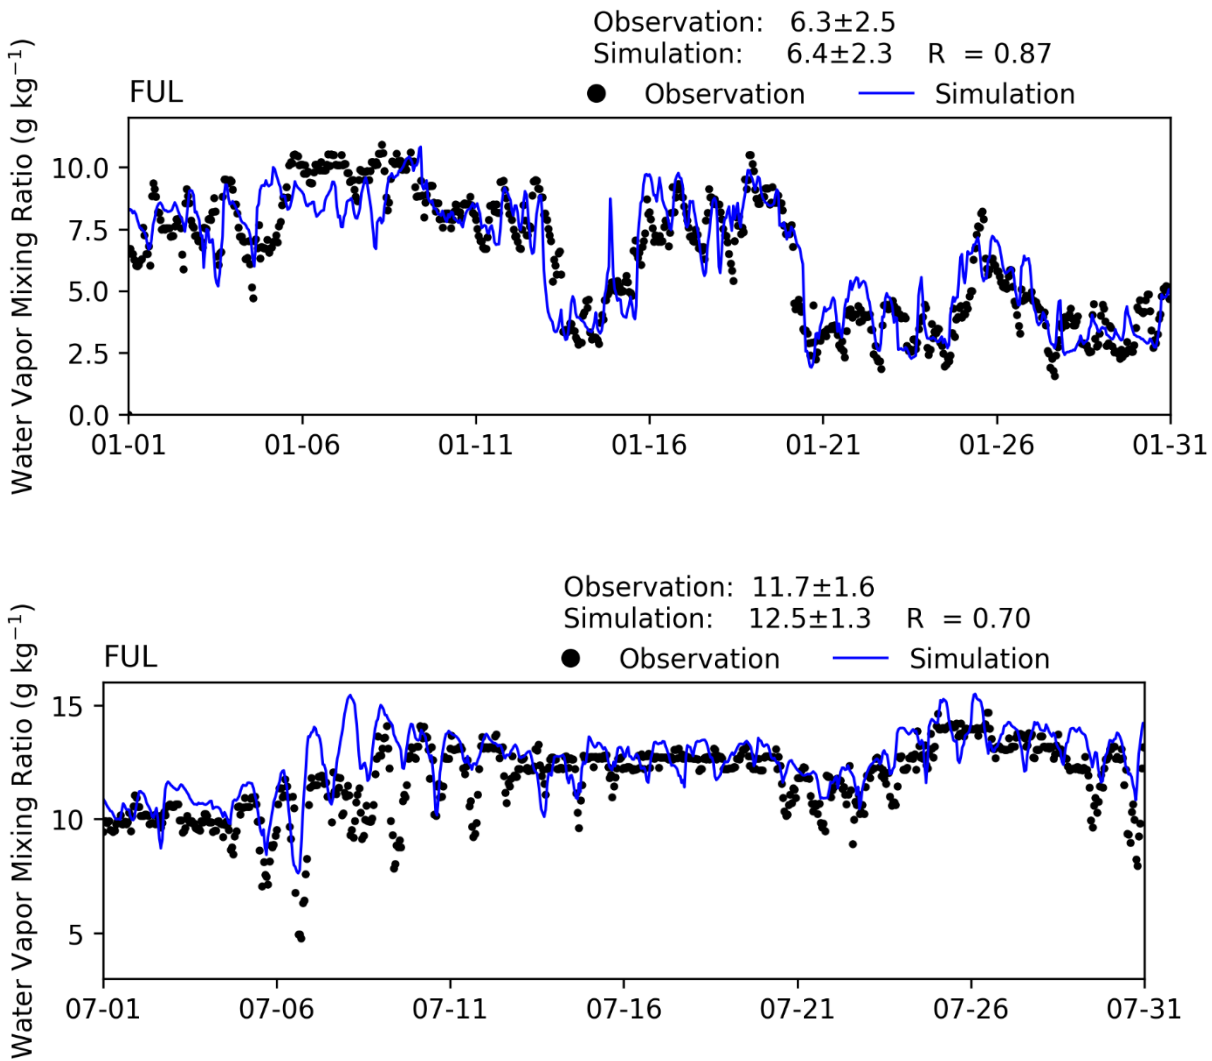 Observation: 6.3±2.5
Simulation: 6.4±2.3 R = 0.87
FUL
Observation Simulation
Water Vapor Mixing Ratio (g kg⁻¹)
10.0
7.5
5.0
2.5
0.0
01-01 01-06 01-11 01-16 01-21 01-26 01-31
Observation: 11.7±1.6
Simulation: 12.5±1.3 R = 0.70
FUL
Observation Simulation
Water Vapor Mixing Ratio (g kg⁻¹)
15
10
5
07-01 07-06 07-11 07-16 07-21 07-26 07-31